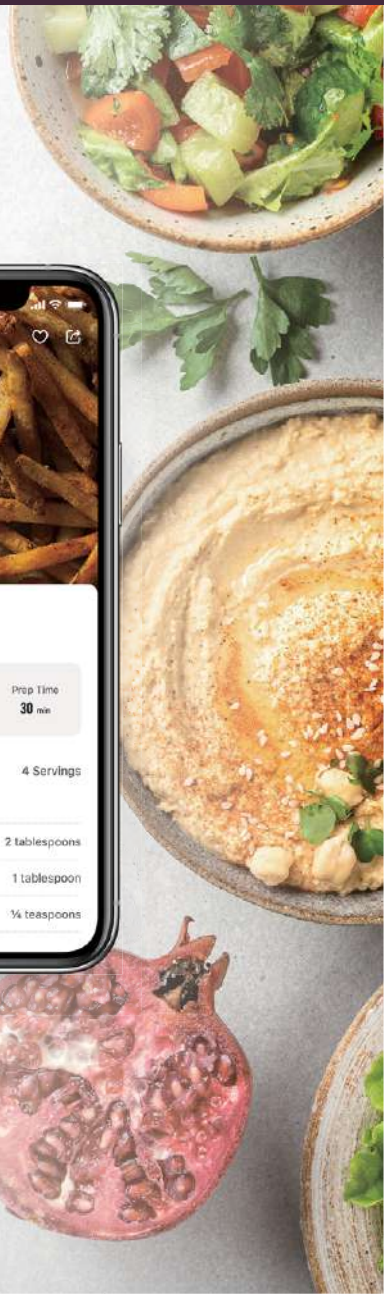 Prep Time
30 min
4 Servings
2 tablespoons
1 tablespoon
¼ teaspoons